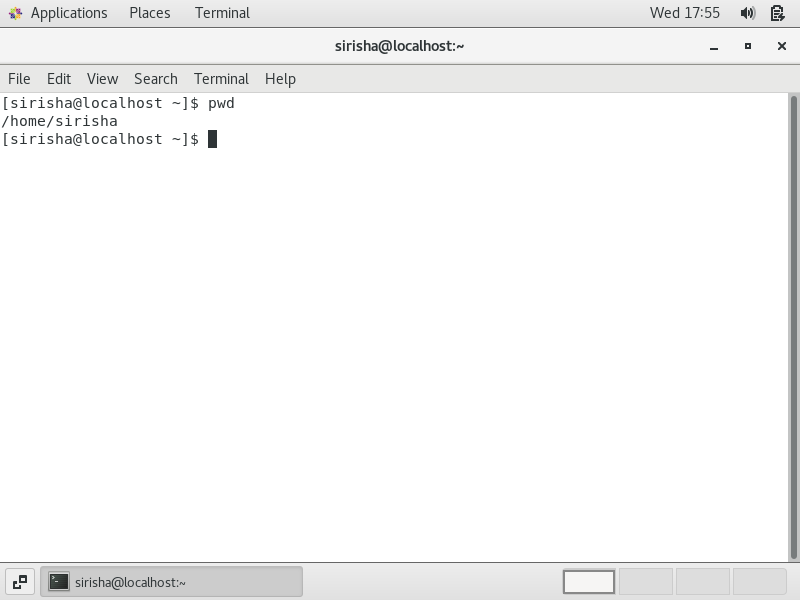 Applications Places Terminal Wed 17:55
sirisha@localhost:~
File Edit View Search Terminal Help
[sirisha@localhost ~]$ pwd
/home/sirisha
[sirisha@localhost ~]$
sirisha@localhost:~